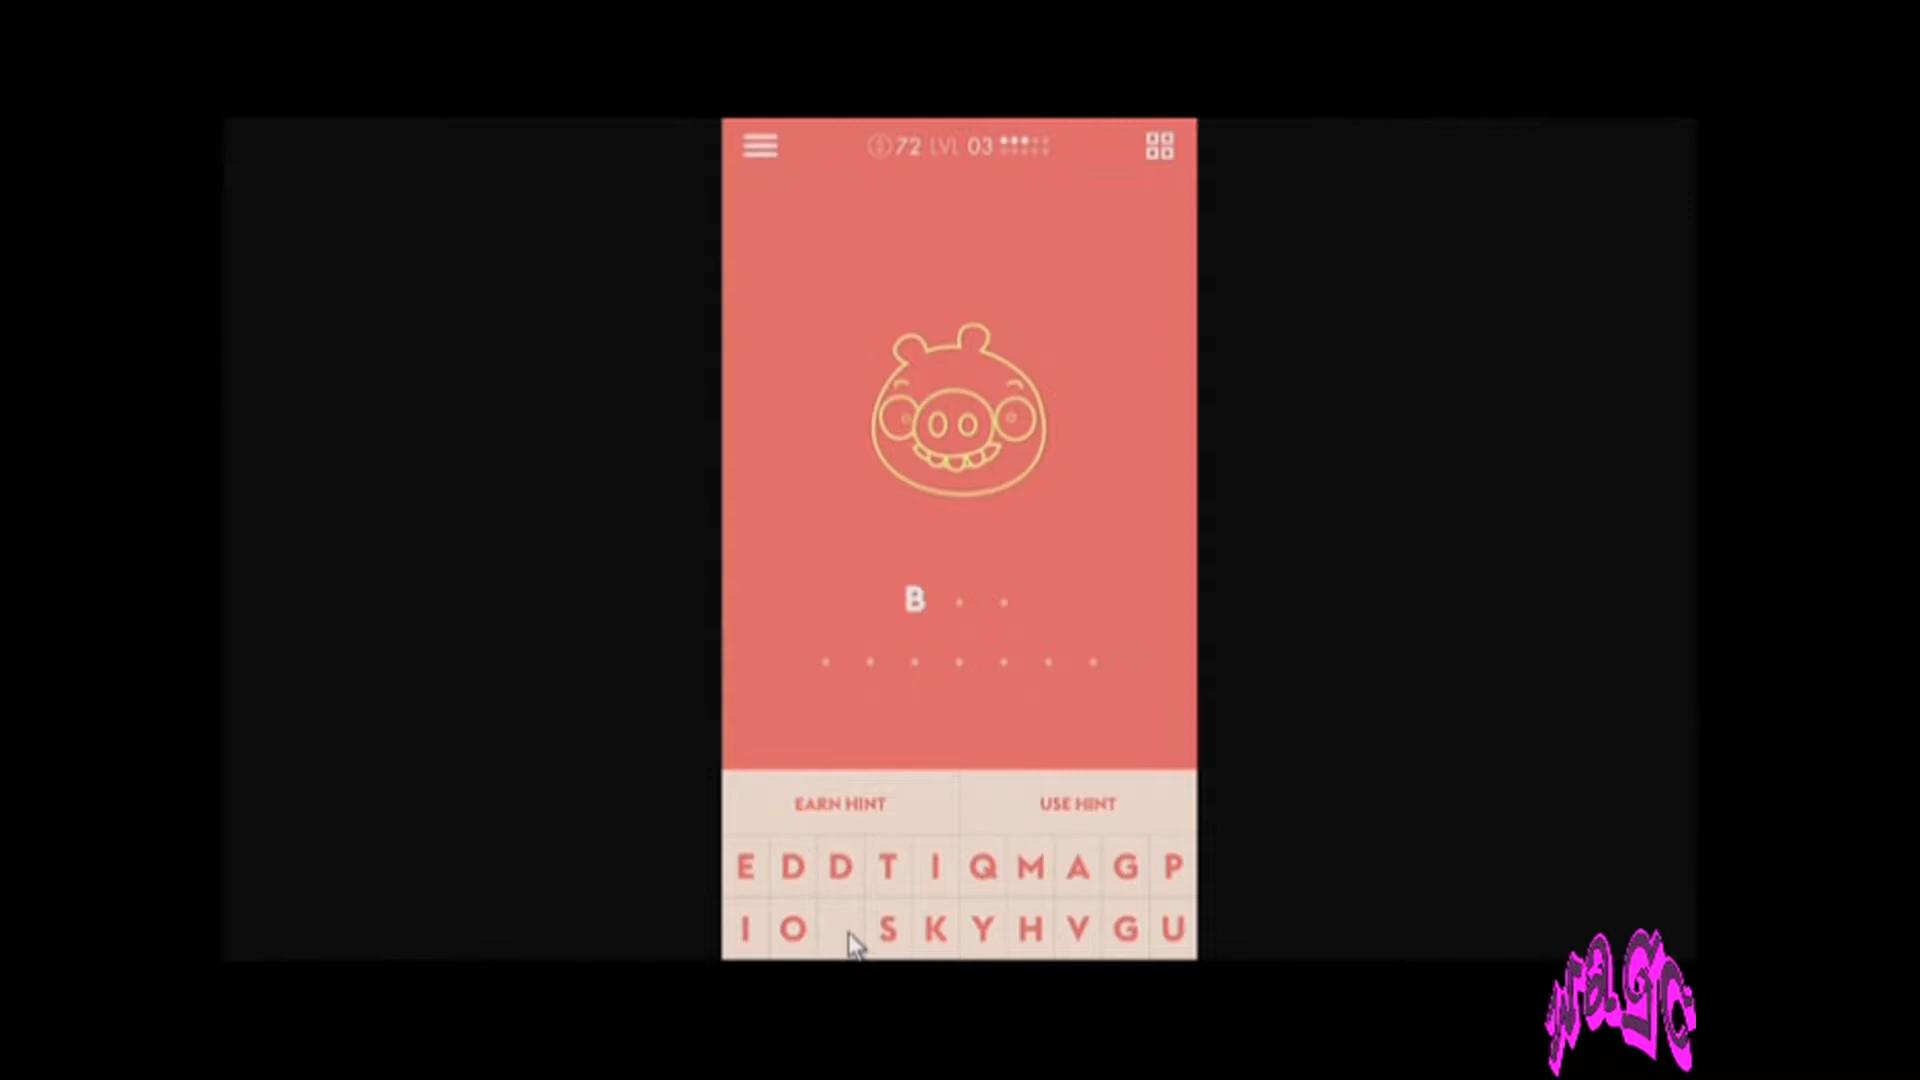 72 LVL 03
B
EARN HINT USE HINT
E D D T I Q M A G P
I O S K Y H V G U